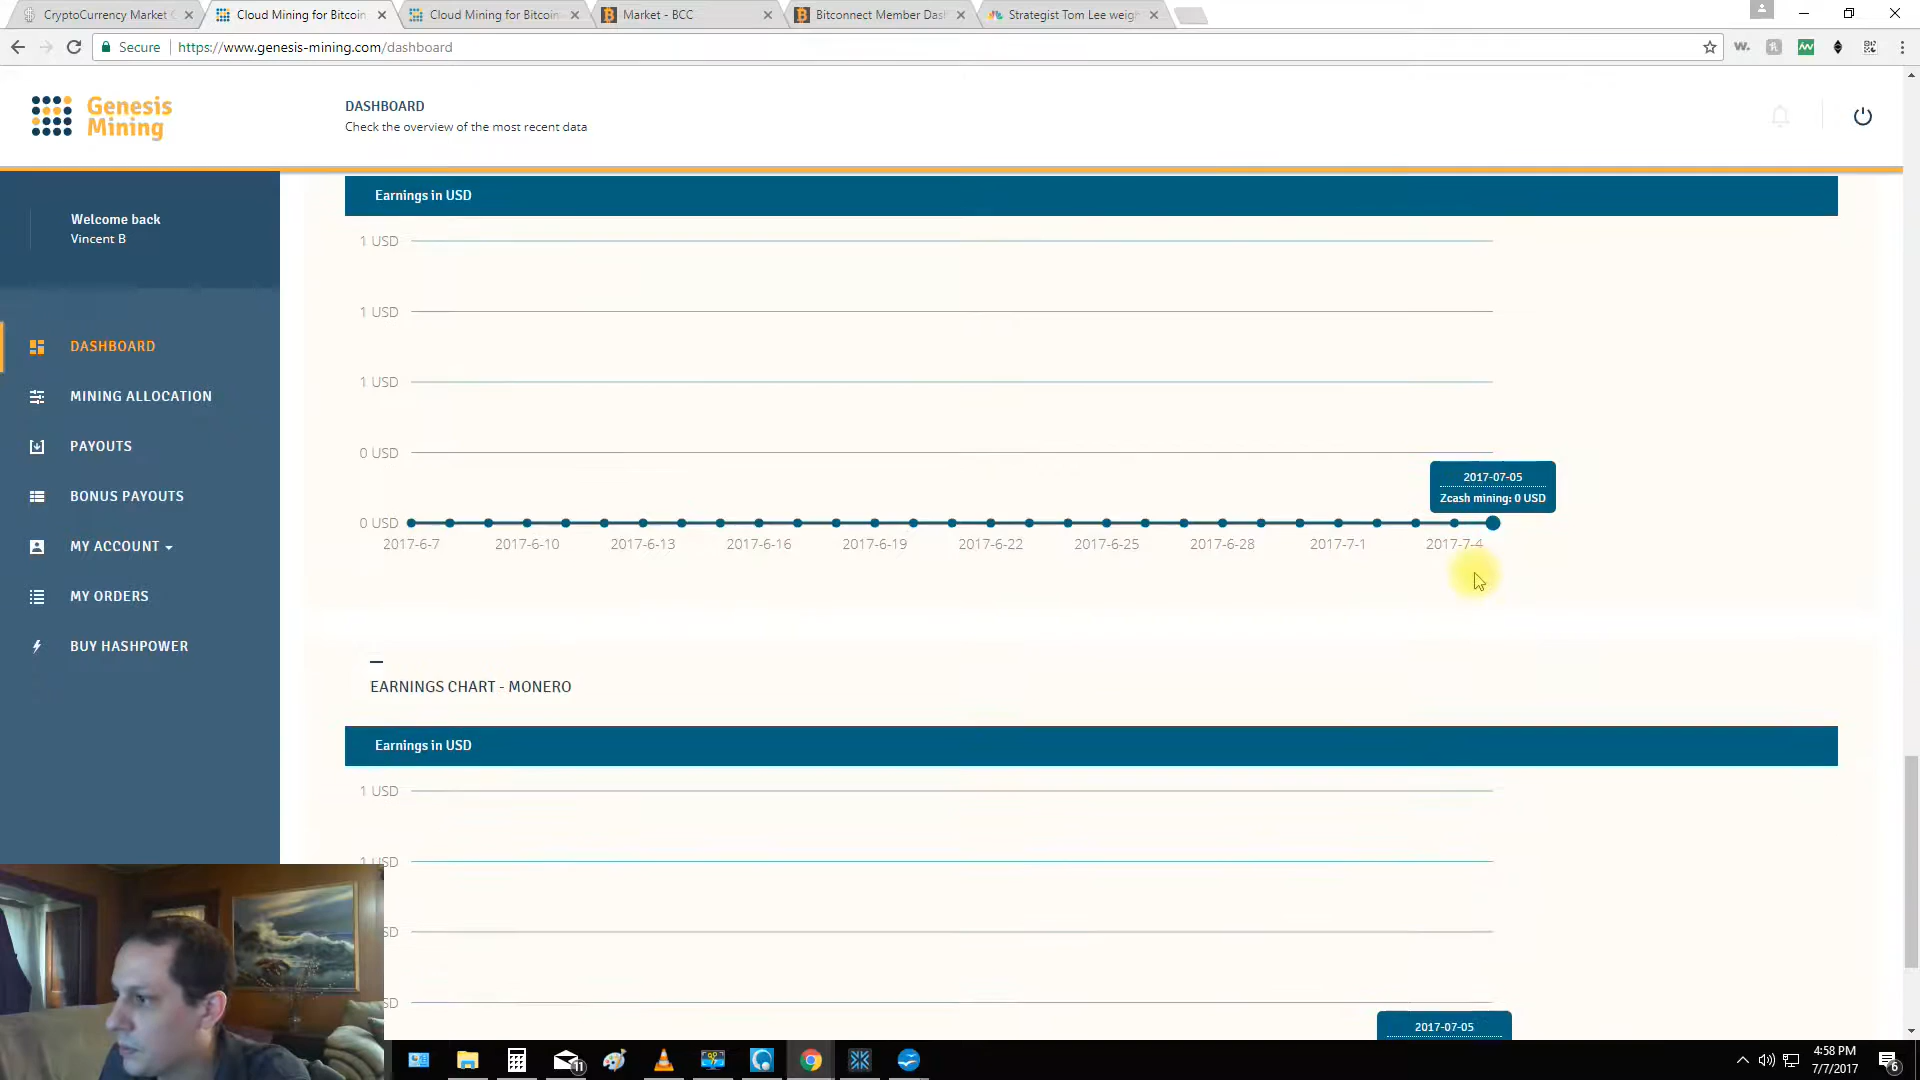 CryptoCurrency Market C
Cloud Mining for Bitcoin
Cloud Mining for Bitcoin
Market - BCC
Bitconnect Member Das
Strategist Tom Lee weig
Secure
https://www.genesis-mining.com/dashboard
Genesis
Mining
DASHBOARD
Check the overview of the most recent data
Welcome back
Vincent B
DASHBOARD
MINING ALLOCATION
PAYOUTS
BONUS PAYOUTS
MY ACCOUNT
MY ORDERS
BUY HASHPOWER
Earnings in USD
1 USD
1 USD
1 USD
0 USD
0 USD
2017-07-05
Zcash mining: 0 USD
2017-6-7
2017-6-10
2017-6-13
2017-6-16
2017-6-19
2017-6-22
2017-6-25
2017-6-28
2017-7-1
2017-7-4
EARNINGS CHART - MONERO
Earnings in USD
1 USD
1 USD
SD
SD
2017-07-05
11
4:58 PM
7/7/2017
6